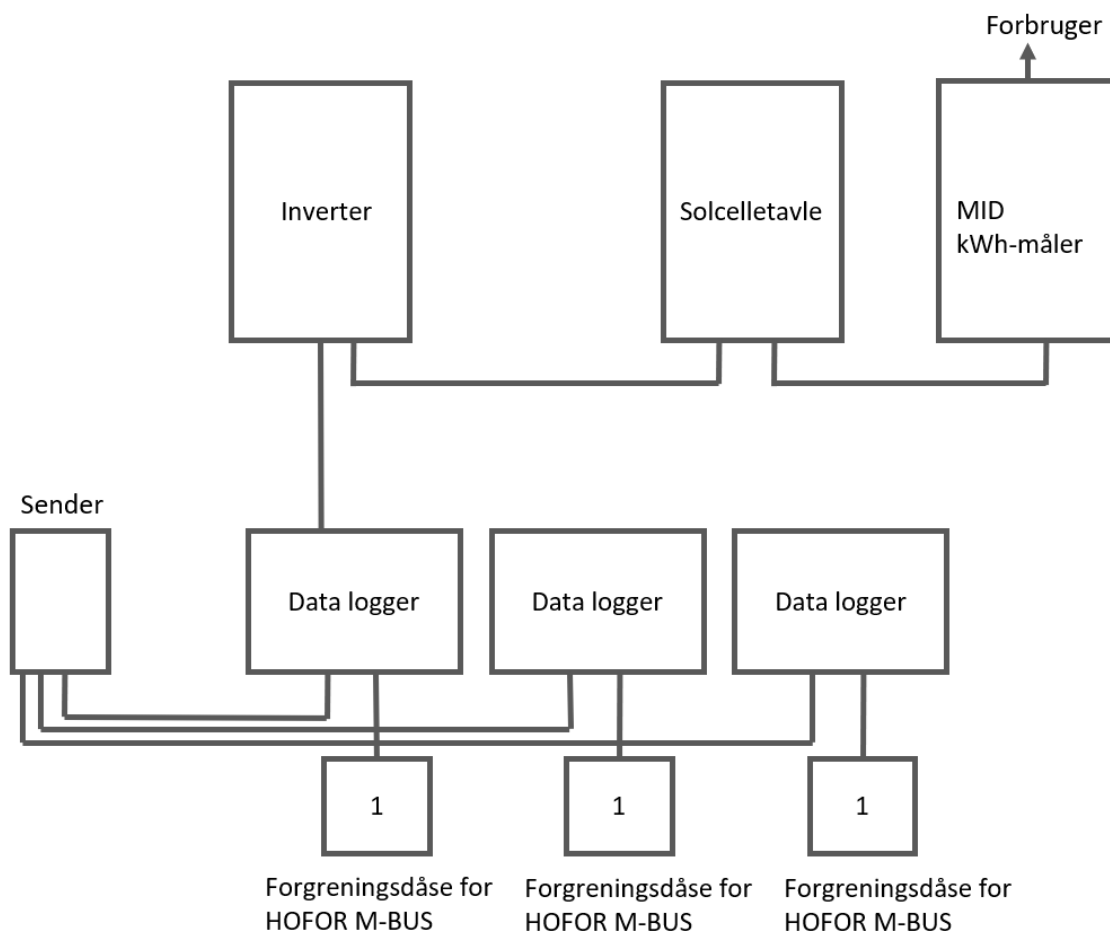 Forbruger
Inverter
Solcelletavle
MID
kWh-måler
Sender
Data logger
Data logger
Data logger
1
1
1
Forgreningsdåse for
HOFOR M-BUS
Forgreningsdåse for
HOFOR M-BUS
Forgreningsdåse for
HOFOR M-BUS